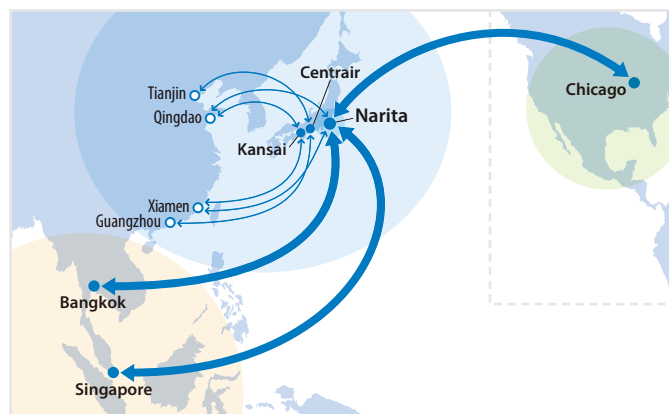 Tianjin
Centrair
Chicago
Qingdao
Narita
Kansai
Xiamen
Guangzhou
Bangkok
Singapore